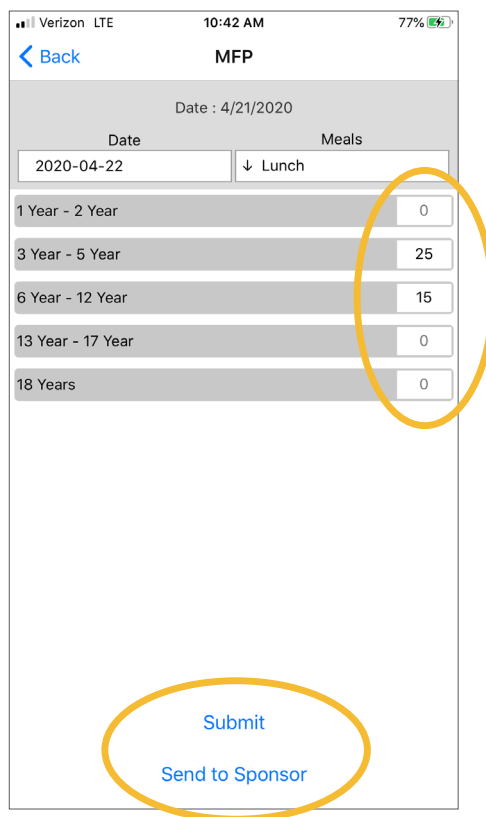 Verizon LTE 10:42 AM 77%
Back MFP
Date : 4/21/2020
Date Meals
2020-04-22 ↓ Lunch
1 Year - 2 Year 0
3 Year - 5 Year 25
6 Year - 12 Year 15
13 Year - 17 Year 0
18 Years 0
Submit
Send to Sponsor